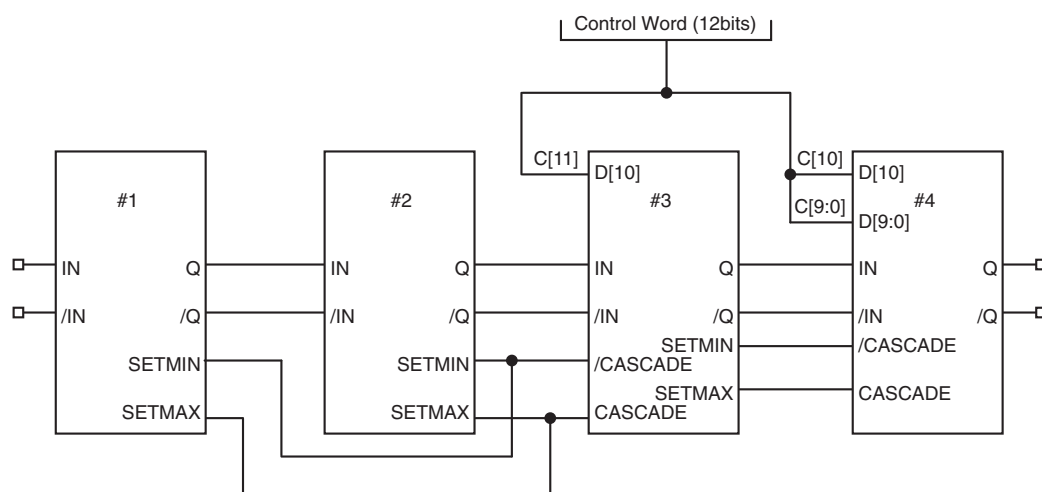 Control Word (12bits)
C[11]
D[10]
C[10]
D[10]
C[9:0]
D[9:0]
#1
#2
#3
#4
IN
Q
IN
Q
IN
Q
IN
Q
/IN
/Q
/IN
/Q
/IN
/Q
/IN
/Q
SETMIN
SETMIN
/CASCADE
SETMIN
/CASCADE
SETMAX
SETMAX
CASCADE
SETMAX
CASCADE